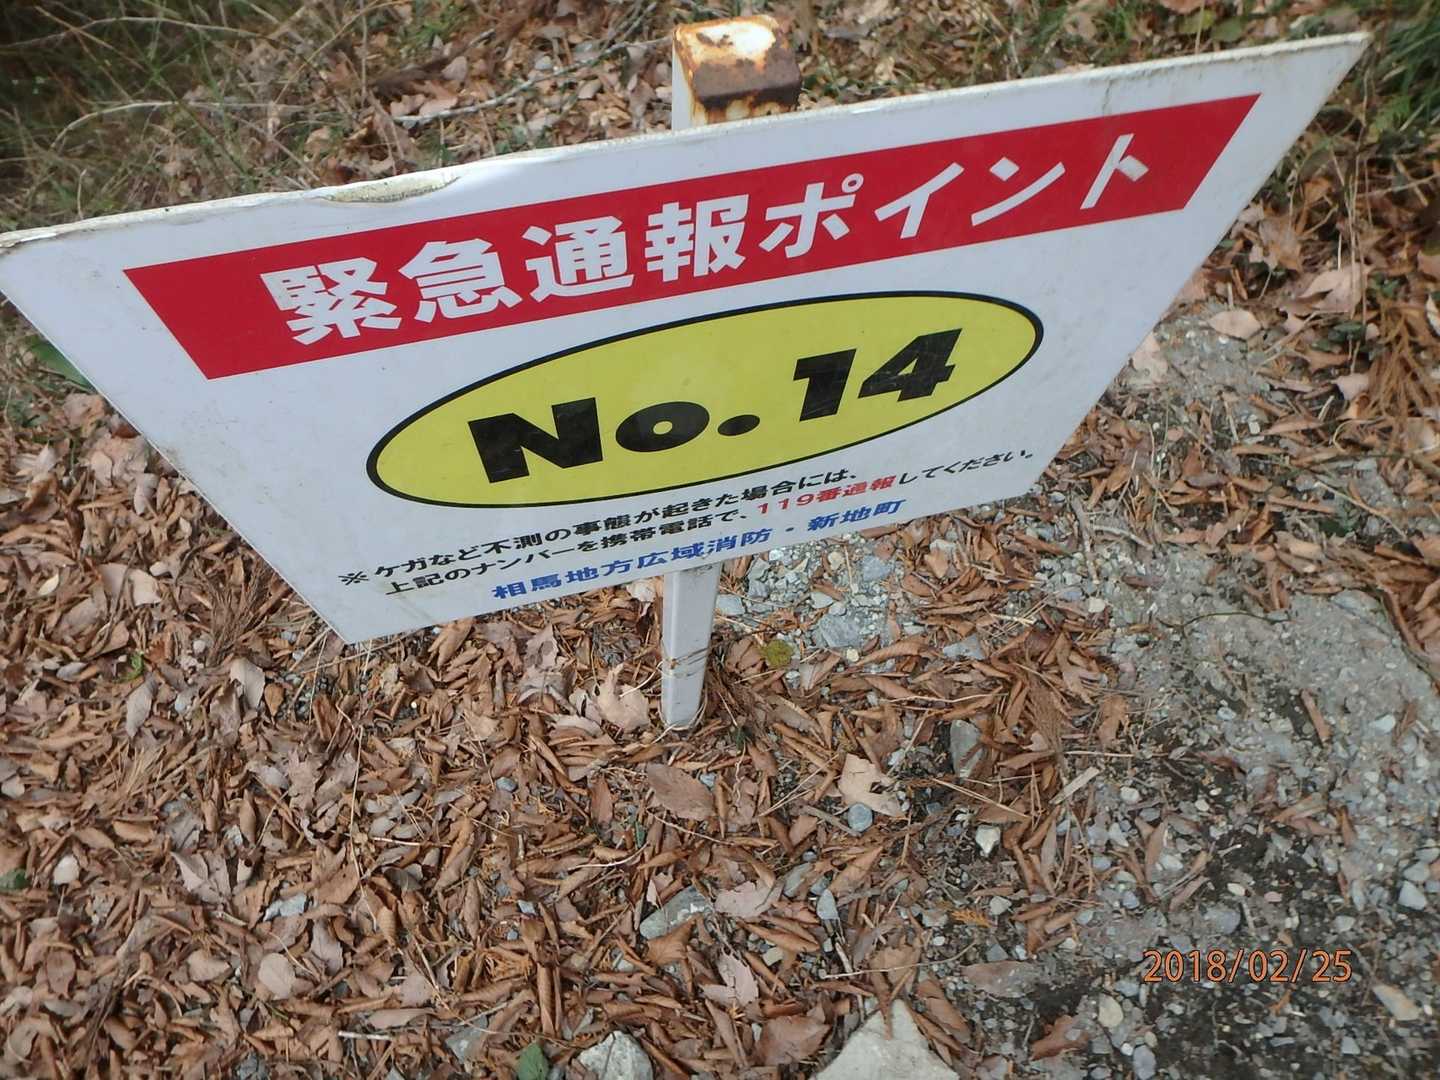 緊急通報ポイント
No.14
※ケガなど不測の事態が起きた場合には、
上記のナンバーを携帯電話で、119番通報してください。
相馬地方広域消防・新地町
2018/02/25